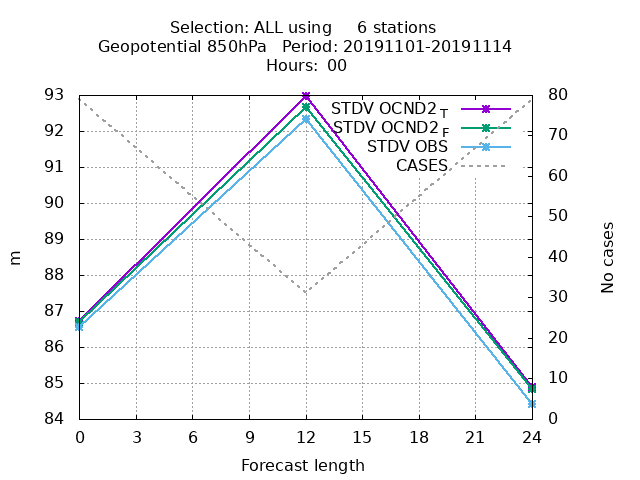 Selection: ALL using     6 stations
Geopotential 850hPa   Period: 20191101-20191114
Hours:  00
93
92
91
90
89
88
87
86
85
84
m
STDV OCND2T
STDV OCND2F
STDV OBS
CASES
80
70
60
50
40
30
20
10
0
No cases
0 3 6 9 12 15 18 21 24
Forecast length